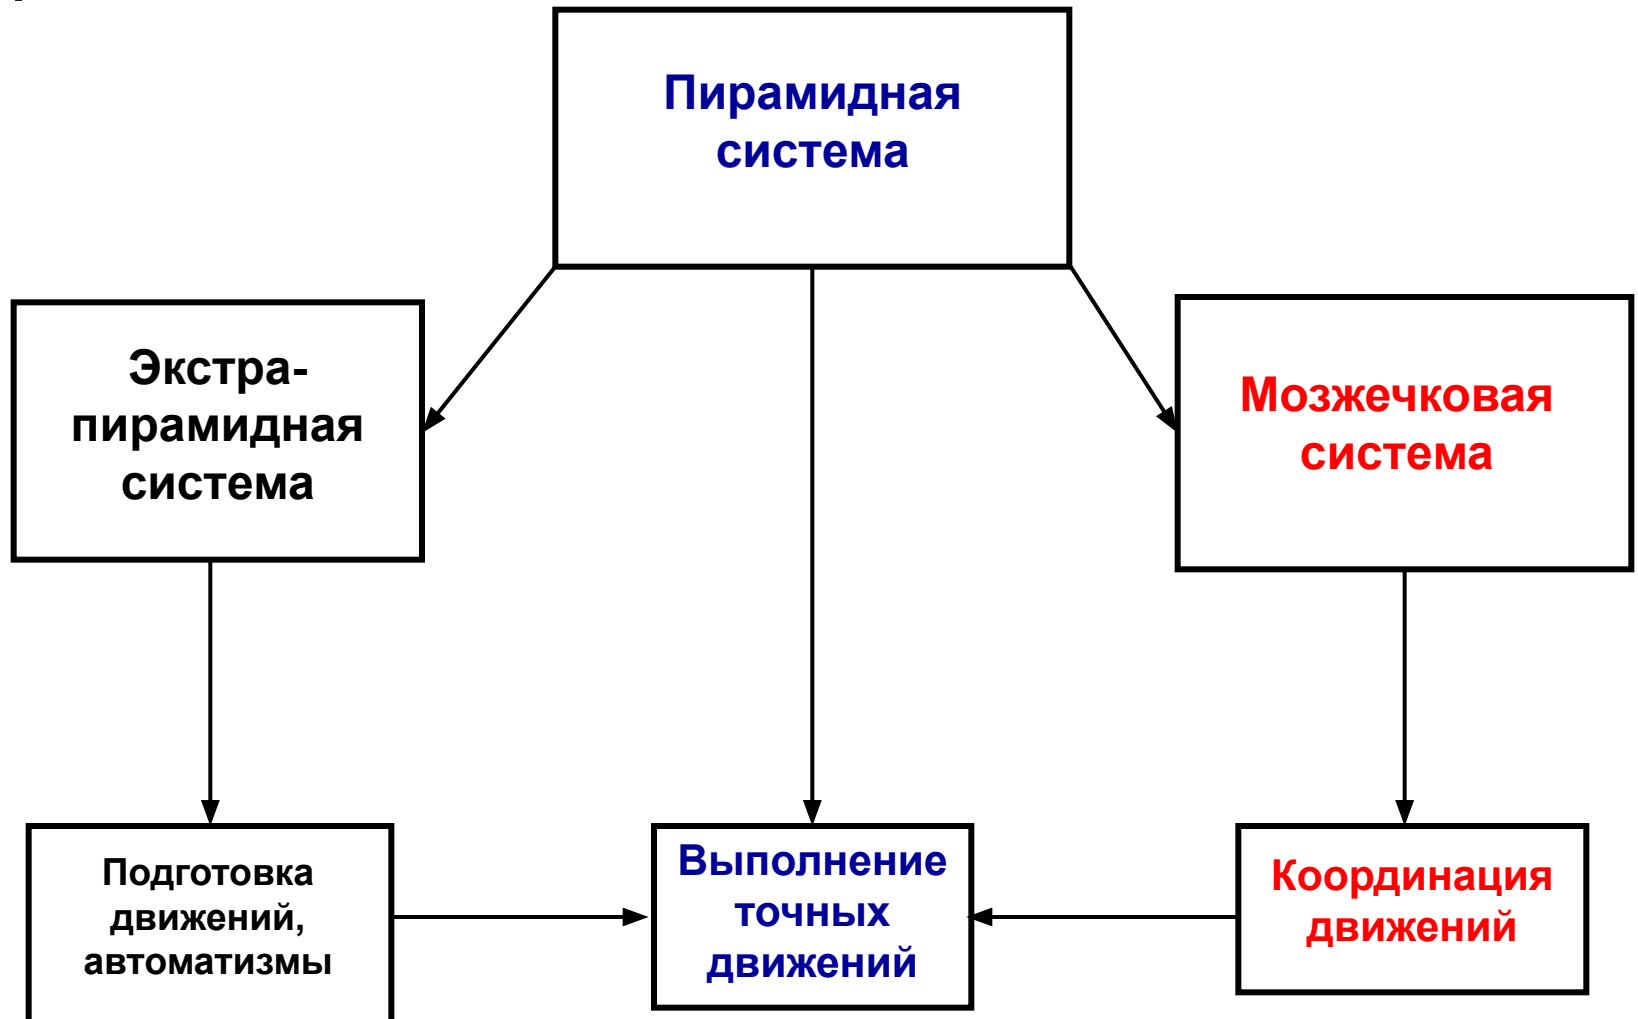 Пирамидная
система
Экстра-
пирамидная
система
Мозжечковая
система
Подготовка
движений,
автоматизмы
Выполнение
точных
движений
Координация
движений